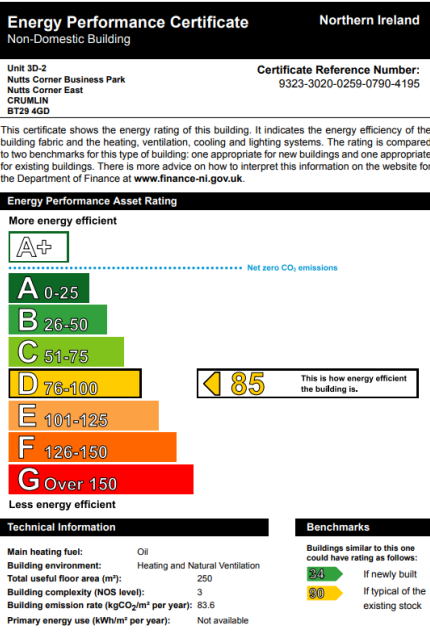 Energy Performance Certificate
Northern Ireland
Non-Domestic Building
Unit 3D-2
Nutts Corner Business Park
Nutts Corner East
CRUMLIN
BT29 4GD
Certificate Reference Number:
9323-3020-0259-0790-4195
This certificate shows the energy rating of this building. It indicates the energy efficiency of the
building fabric and the heating, ventilation, cooling and lighting systems. The rating is compared
to two benchmarks for this type of building: one appropriate for new buildings and one appropriate
for existing buildings. There is more advice on how to interpret this information on the website for
the Department of Finance at www.finance-ni.gov.uk.
Energy Performance Asset Rating
More energy efficient
A+
Net zero CO₂ emissions
A 0-25
B 26-50
C 51-75
D 76-100
85
This is how energy efficient
the building is.
E 101-125
F 126-150
G Over 150
Less energy efficient
Technical Information
Main heating fuel: Oil
Building environment: Heating and Natural Ventilation
Total useful floor area (m²): 250
Building complexity (NOS level): 3
Building emission rate (kgCO₂/m² per year): 83.6
Primary energy use (kWh/m² per year): Not available
Benchmarks
Buildings similar to this one
could have rating as follows:
34 If newly built
90 If typical of the
existing stock